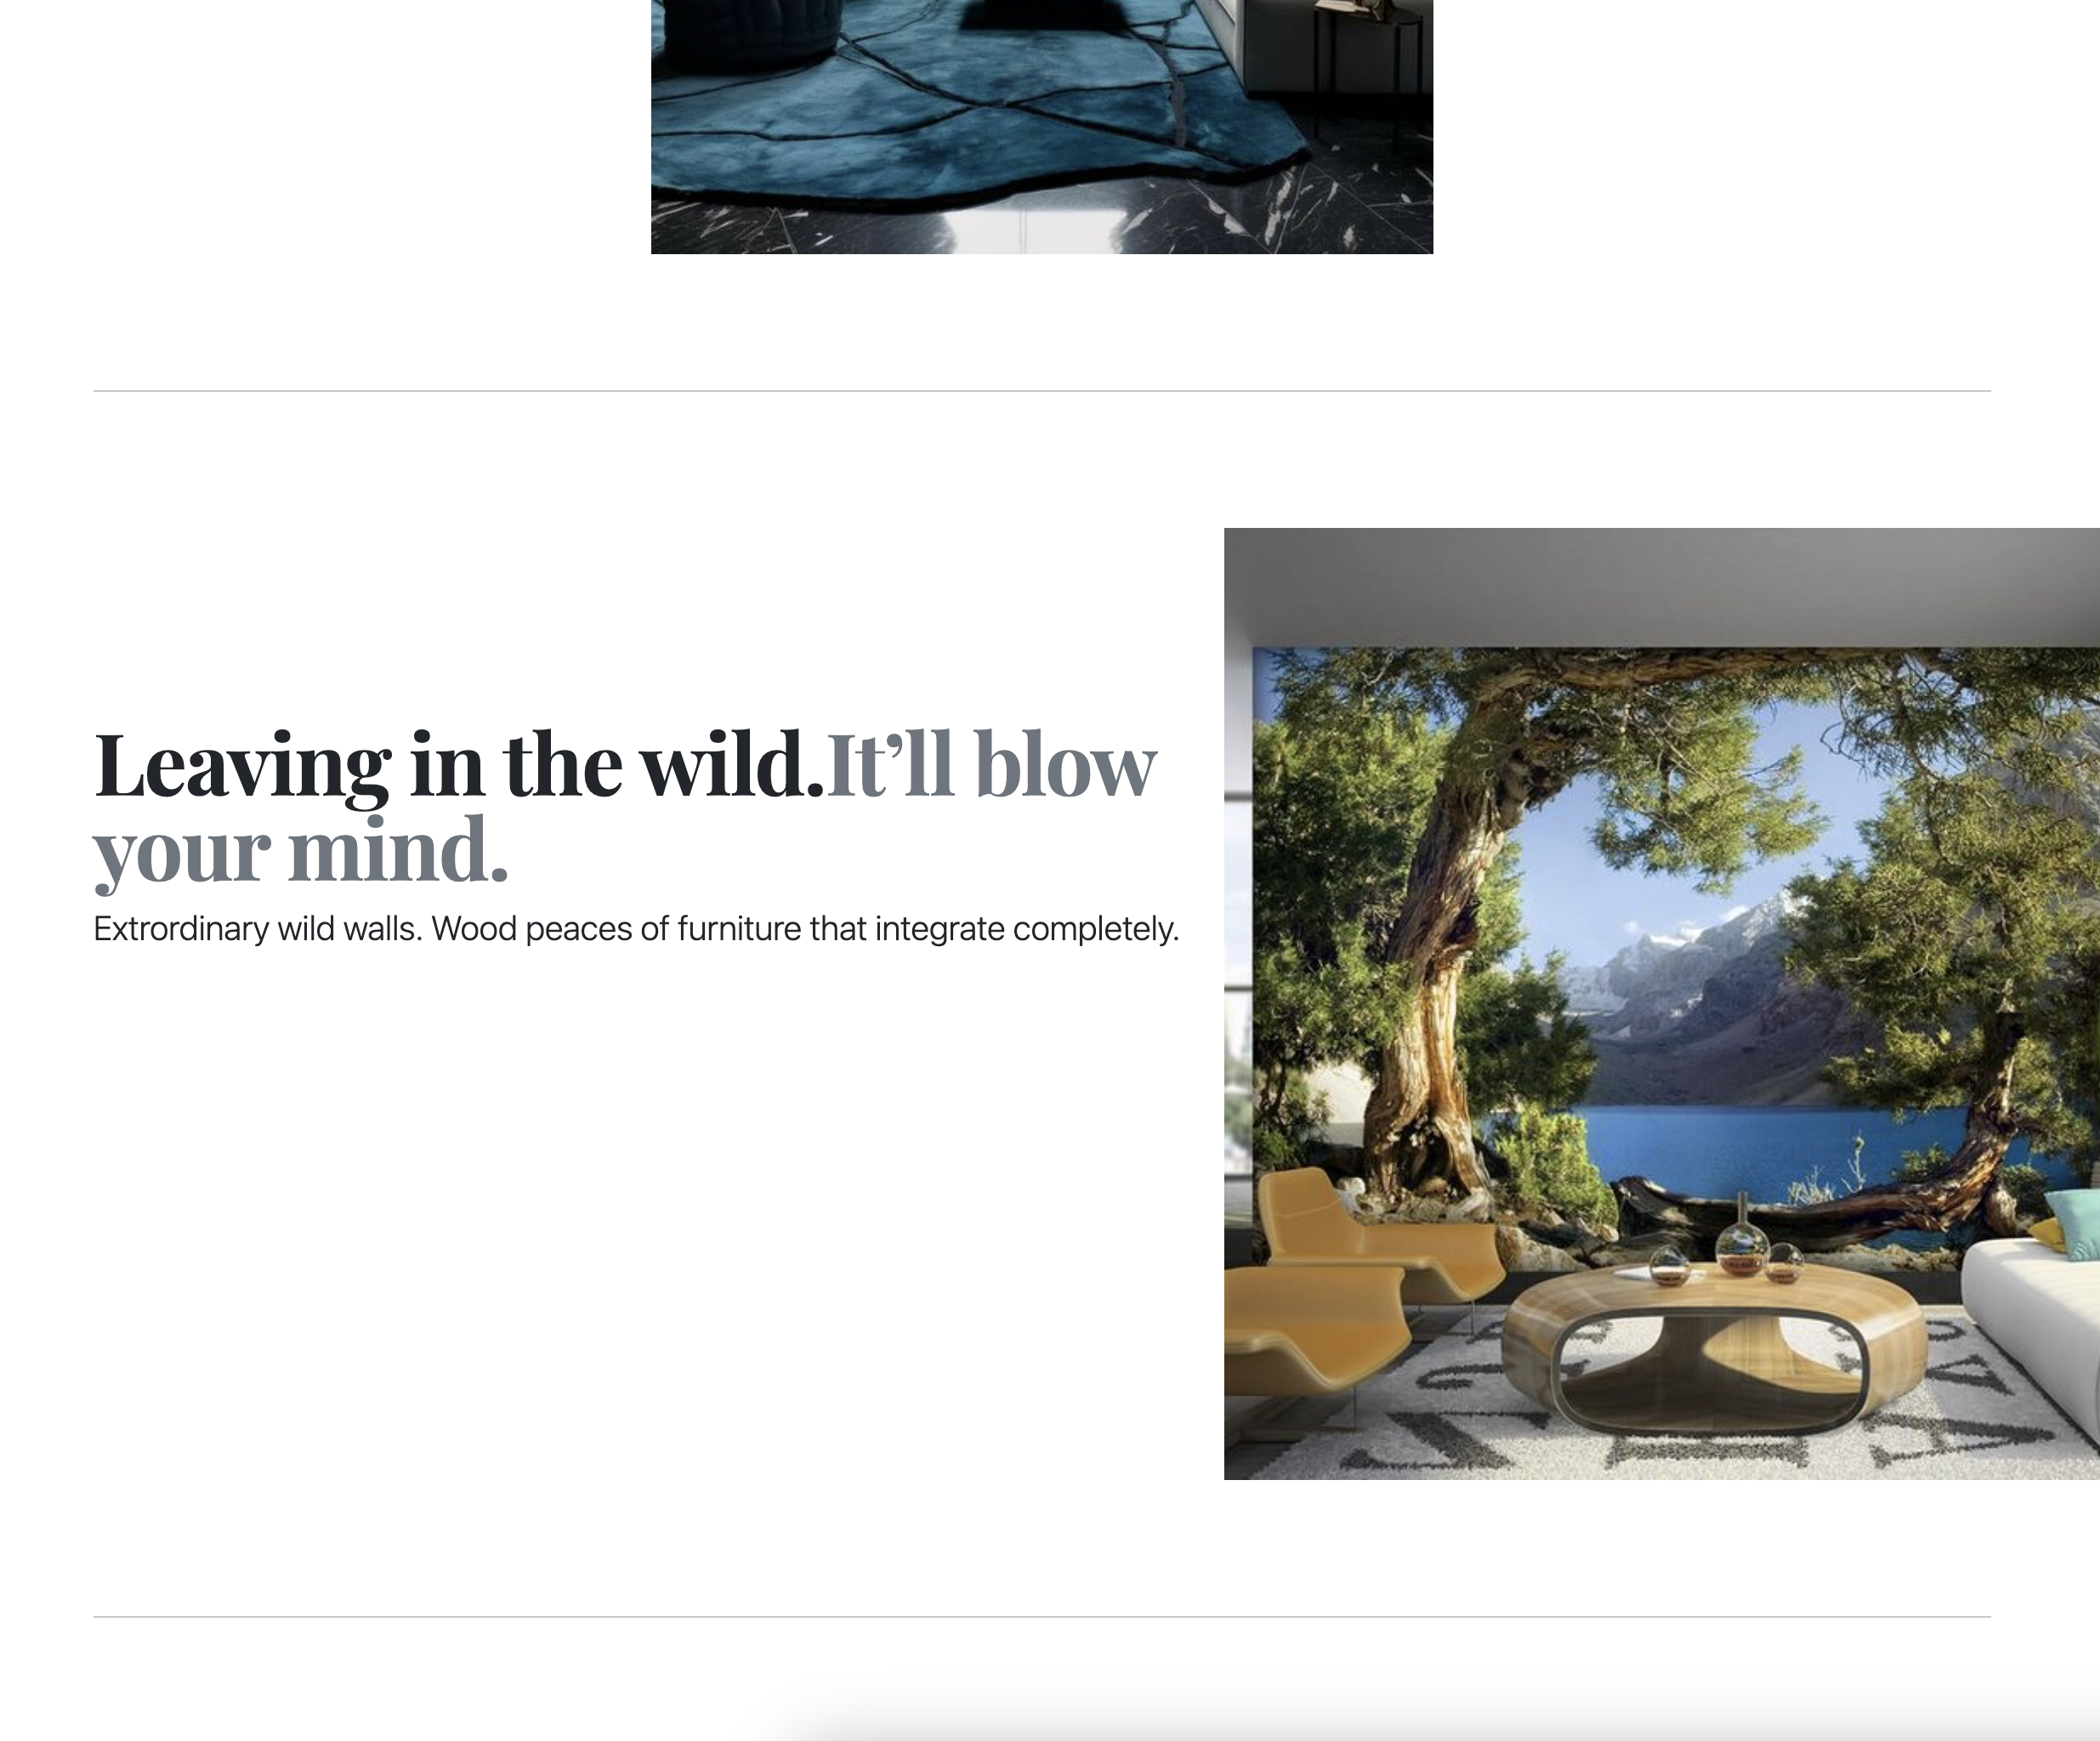 Leaving in the wild.It’ll blow
your mind.
Extrordinary wild walls. Wood peaces of furniture that integrate completely.